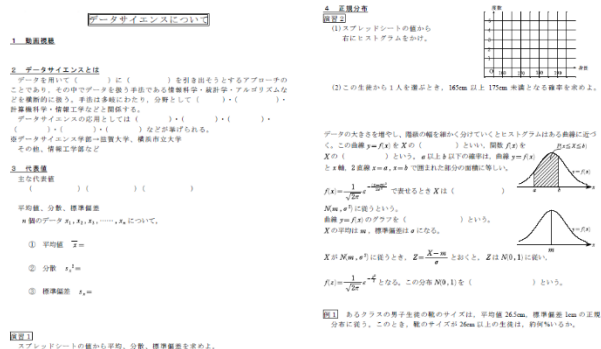 データサイエンスについて
1 動画視聴
2 データサイエンスとは
データを用いて( )に( )を引き出そうとするアプローチの
ことであり、その中でデータを扱う手法である情報科学・統計学・アルゴリズムな
どを横断的に扱う。手法は多岐にわたり、分野として( )・( )・
計算機科学・情報工学などと関係する。
データサイエンスの応用としては( )・( )・( )・
( )・( )・( )などが挙げられる。
※データサイエンス学部→滋賀大学、横浜市立大学
その他、情報工学部など
3 代表値
主な代表値
( )( )( )
平均値、分散、標準偏差
n 個のデータ x₁, x₂, x₃, ……, xₙ について、
① 平均値 x̄=
② 分散 sₓ²=
③ 標準偏差 sₓ=
演習1
スプレッドシートの値から平均、分散、標準偏差を求めよ。
4 正規分布
演習2
(1) スプレッドシートの値から
右にヒストグラムをかけ。
(2) この生徒から1人を選ぶとき、165cm 以上 175cm 未満となる確率を求めよ。
データの大きさを増やし、階級の幅を細かく分けていくとヒストグラムはある曲線に近づ
く。この曲線 y=f(x) を X の( )といい、関数 f(x) を
X の( )という。a 以上 b 以下の確率は、曲線 y=f(x)
と x 軸、2 直線 x=a, x=b で囲まれた部分の面積に等しい。
P(a≦X≦b)
y=f(x)
a b x
で表せるとき X は( )
N(m, σ²) に従うという。
曲線 y=f(x) のグラフを( )という。
X の平均は m、標準偏差は σ になる。
y=f(x)
m x
X が N(m, σ²) に従うとき、Z=(X−m)/σ とおくと、Z は N(0, 1) に従い、
となる。この分布 N(0, 1) を( )という。
例1 あるクラスの男子生徒の靴のサイズは、平均値 26.5cm、標準偏差 1cm の正規
分布に従う。このとき、靴のサイズが 26cm 以上の生徒は、約何%いるか。